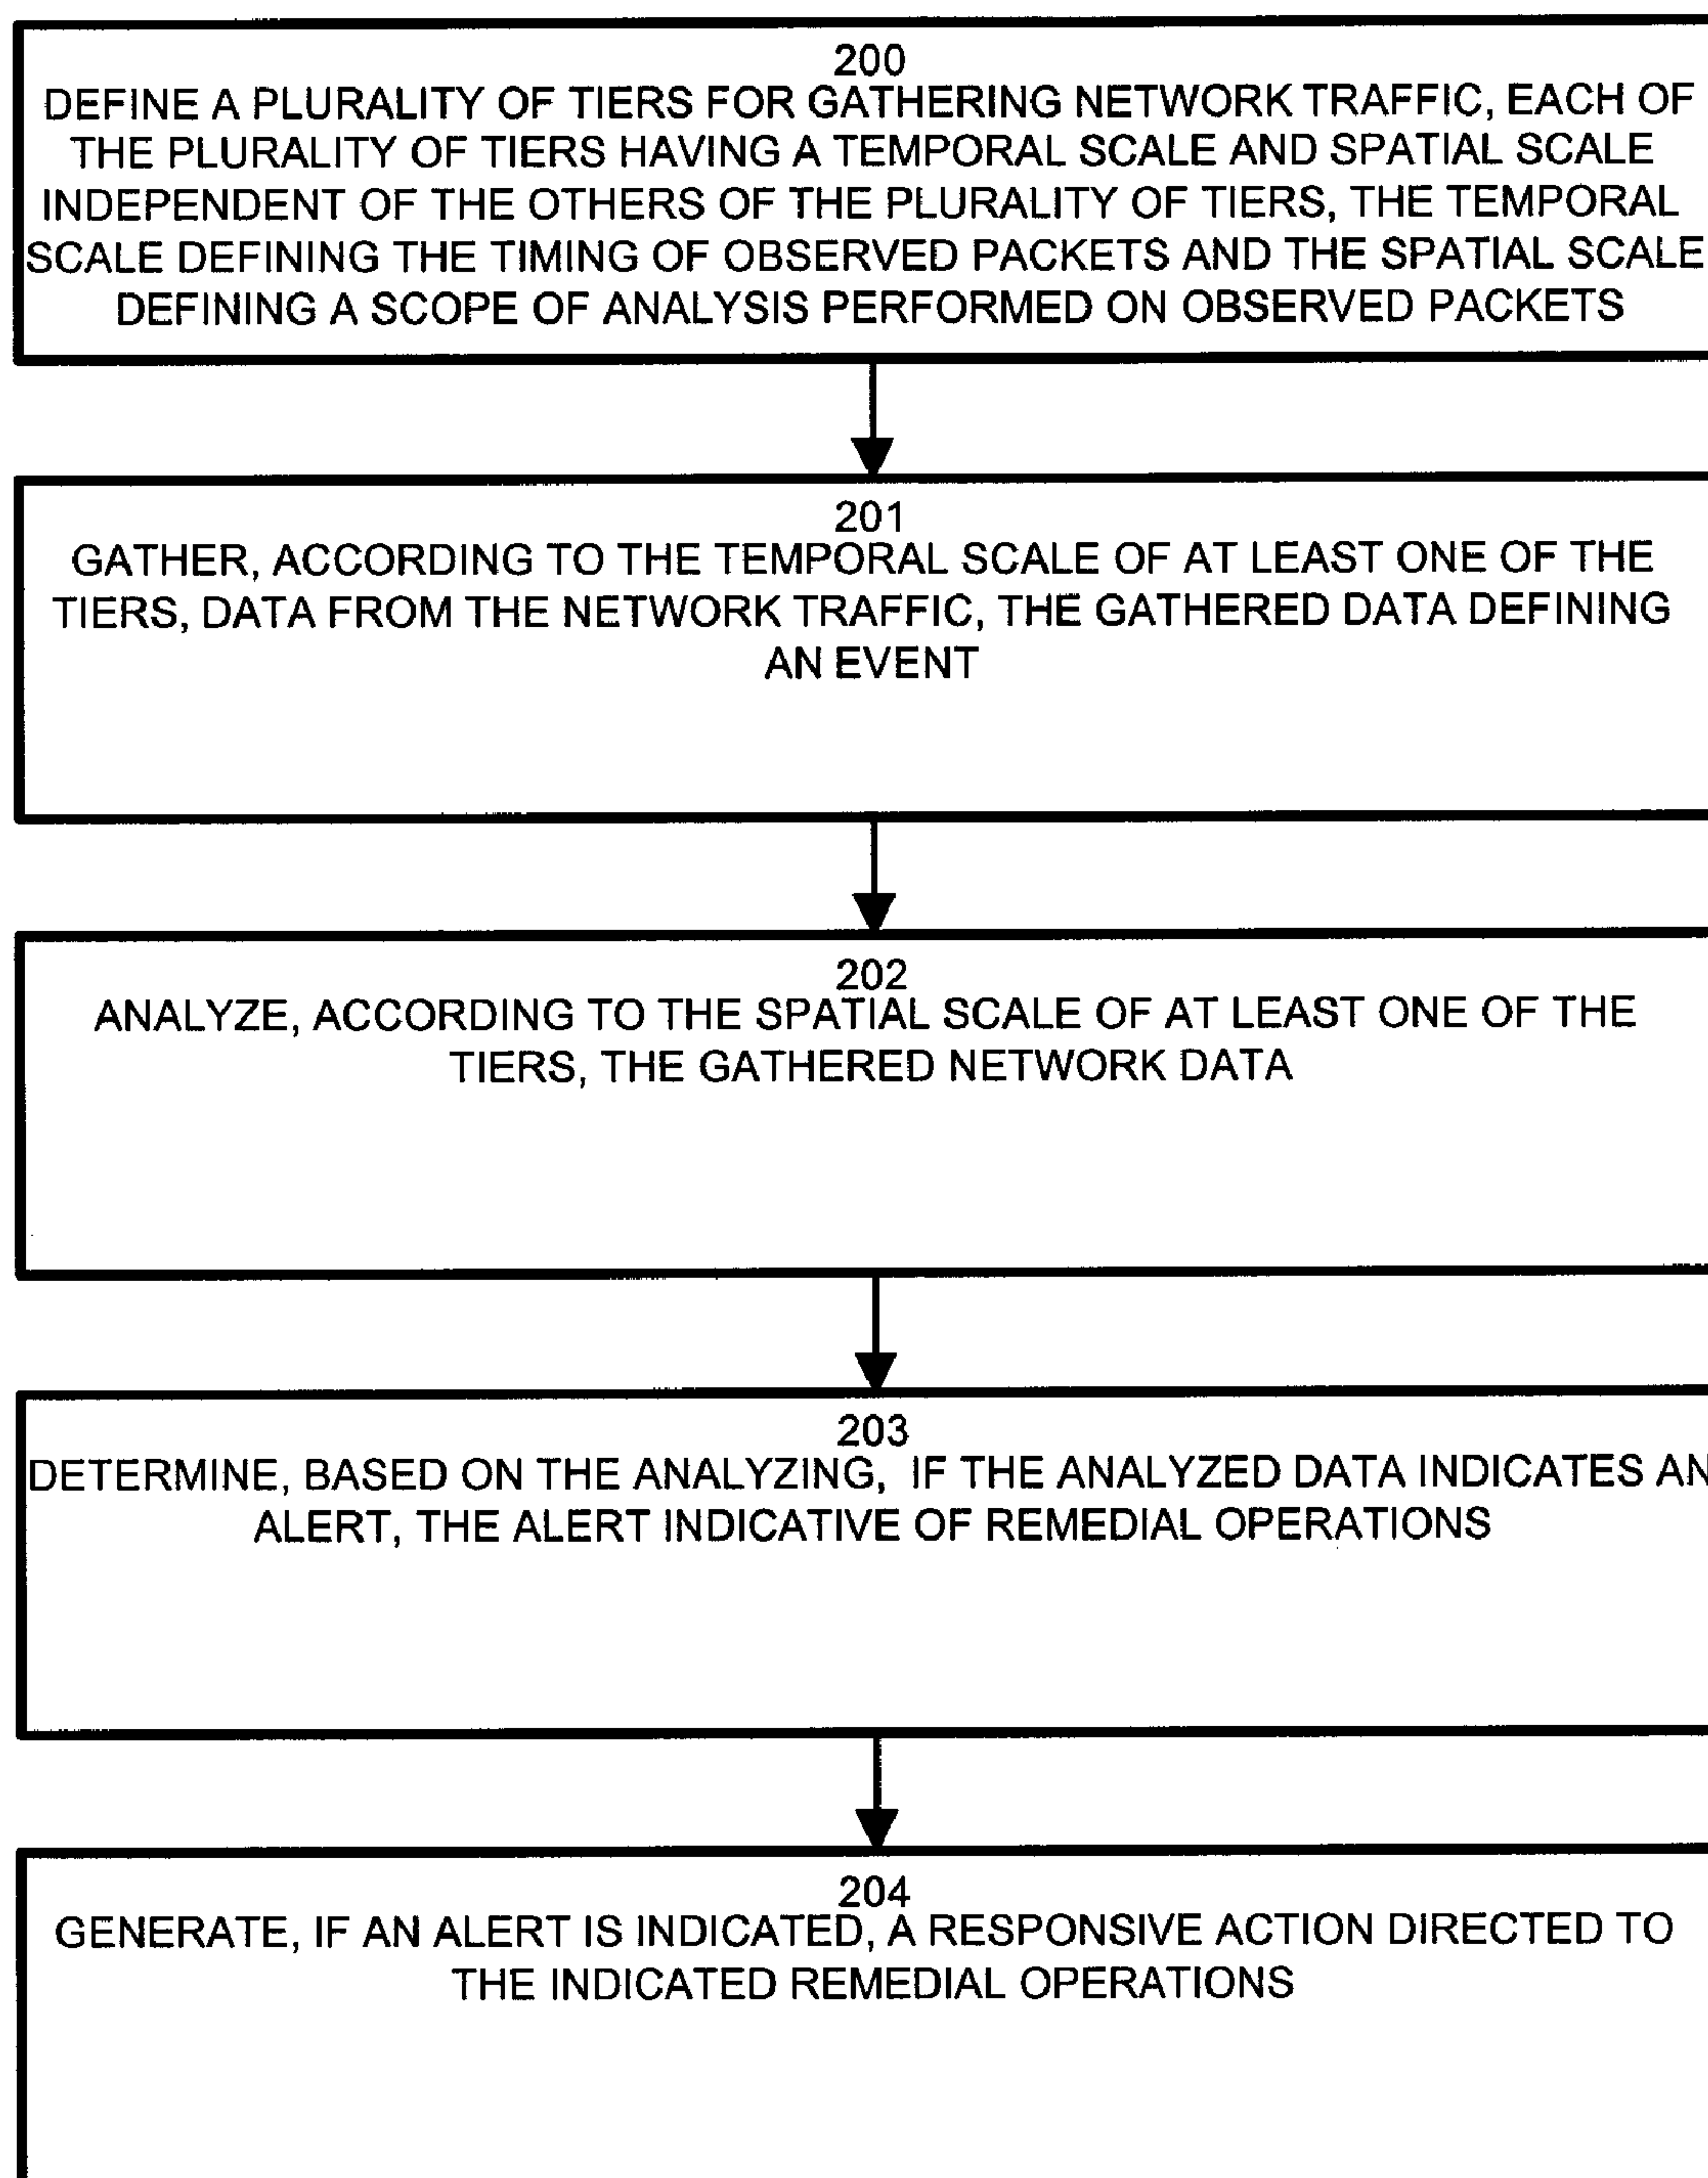 200
DEFINE A PLURALITY OF TIERS FOR GATHERING NETWORK TRAFFIC, EACH OF
THE PLURALITY OF TIERS HAVING A TEMPORAL SCALE AND SPATIAL SCALE
INDEPENDENT OF THE OTHERS OF THE PLURALITY OF TIERS, THE TEMPORAL
SCALE DEFINING THE TIMING OF OBSERVED PACKETS AND THE SPATIAL SCALE
DEFINING A SCOPE OF ANALYSIS PERFORMED ON OBSERVED PACKETS
201
GATHER, ACCORDING TO THE TEMPORAL SCALE OF AT LEAST ONE OF THE
TIERS, DATA FROM THE NETWORK TRAFFIC, THE GATHERED DATA DEFINING
AN EVENT
202
ANALYZE, ACCORDING TO THE SPATIAL SCALE OF AT LEAST ONE OF THE
TIERS, THE GATHERED NETWORK DATA
203
DETERMINE, BASED ON THE ANALYZING, IF THE ANALYZED DATA INDICATES AN
ALERT, THE ALERT INDICATIVE OF REMEDIAL OPERATIONS
204
GENERATE, IF AN ALERT IS INDICATED, A RESPONSIVE ACTION DIRECTED TO
THE INDICATED REMEDIAL OPERATIONS